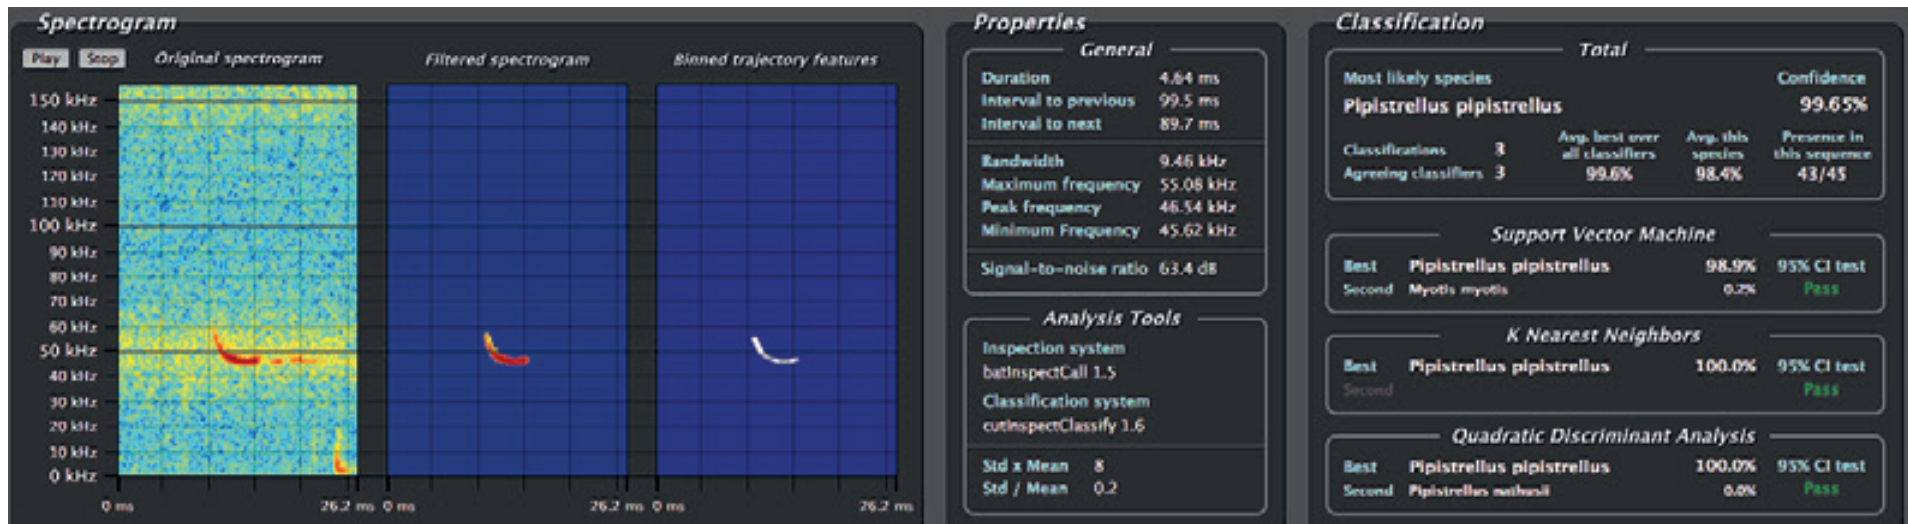 Spectrogram
Play Stop Original spectrogram Filtered spectrogram Binned trajectory features
150 kHz
140 kHz
130 kHz
120 kHz
110 kHz
100 kHz
90 kHz
80 kHz
70 kHz
60 kHz
50 kHz
40 kHz
30 kHz
20 kHz
10 kHz
0 kHz
0 ms 26.2 ms 0 ms 26.2 ms 0 ms 26.2 ms
Properties
General
Duration 4.64 ms
Interval to previous 99.5 ms
Interval to next 89.7 ms
Bandwidth 9.46 kHz
Maximum frequency 55.08 kHz
Peak frequency 46.54 kHz
Minimum Frequency 45.62 kHz
Signal-to-noise ratio 63.4 dB
Analysis Tools
Inspection system
batInspectCall 1.5
Classification system
cutInspectClassify 1.6
Std x Mean 8
Std / Mean 0.2
Classification
Total
Most likely species Confidence
Pipistrellus pipistrellus 99.65%
Avg. best over Avg. this Presence in
Classifications 3 all classifiers species this sequence
Agreeing classifiers 3 99.6% 98.4% 43/45
Support Vector Machine
Best Pipistrellus pipistrellus 98.9% 95% CI test
Second Myotis myotis 0.2% Pass
K Nearest Neighbors
Best Pipistrellus pipistrellus 100.0% 95% CI test
Second Pass
Quadratic Discriminant Analysis
Best Pipistrellus pipistrellus 100.0% 95% CI test
Second Pipistrellus nathusii 0.0% Pass